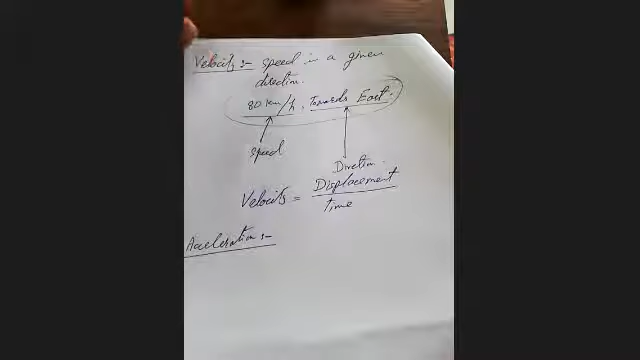 Velocity :- speed in a given
direction.
80 km/h, Towards East.
speed
Direction.
Velocity = Displacement
time
Acceleration :-